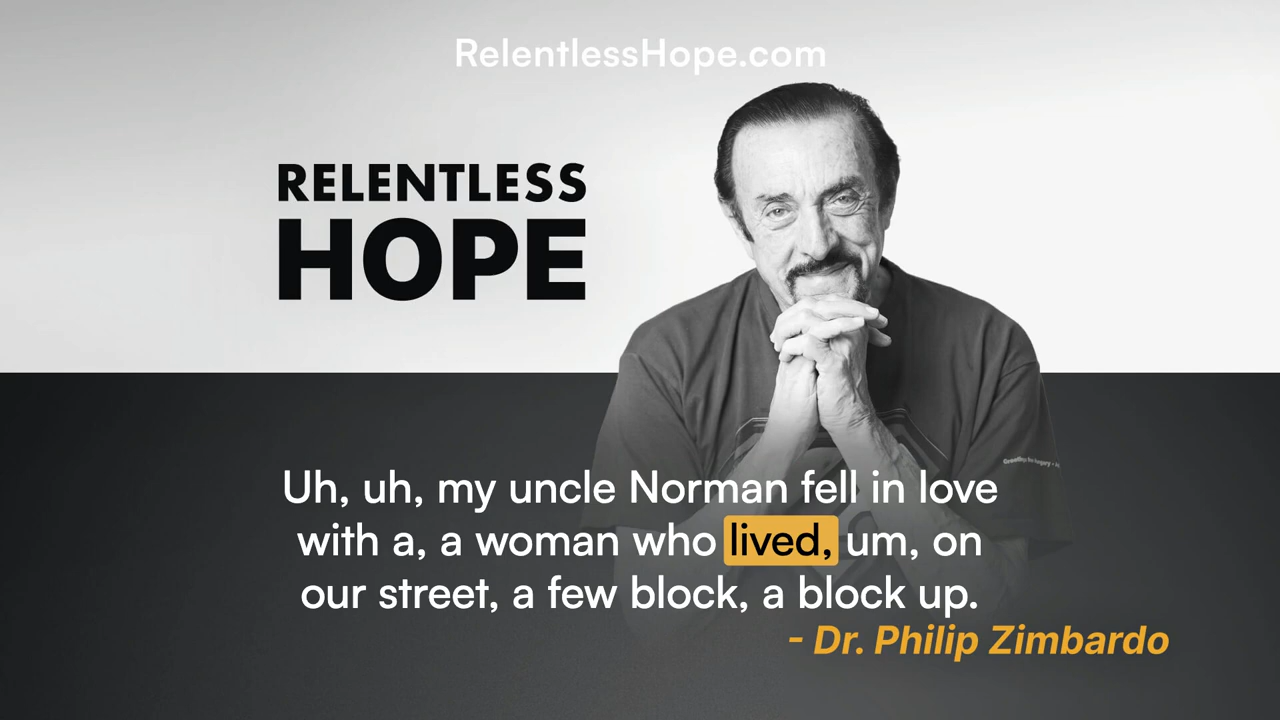 RelentlessHope.com
RELENTLESS
HOPE
Uh, uh, my uncle Norman fell in love
with a, a woman who lived, um, on
our street, a few block, a block up.
- Dr. Philip Zimbardo